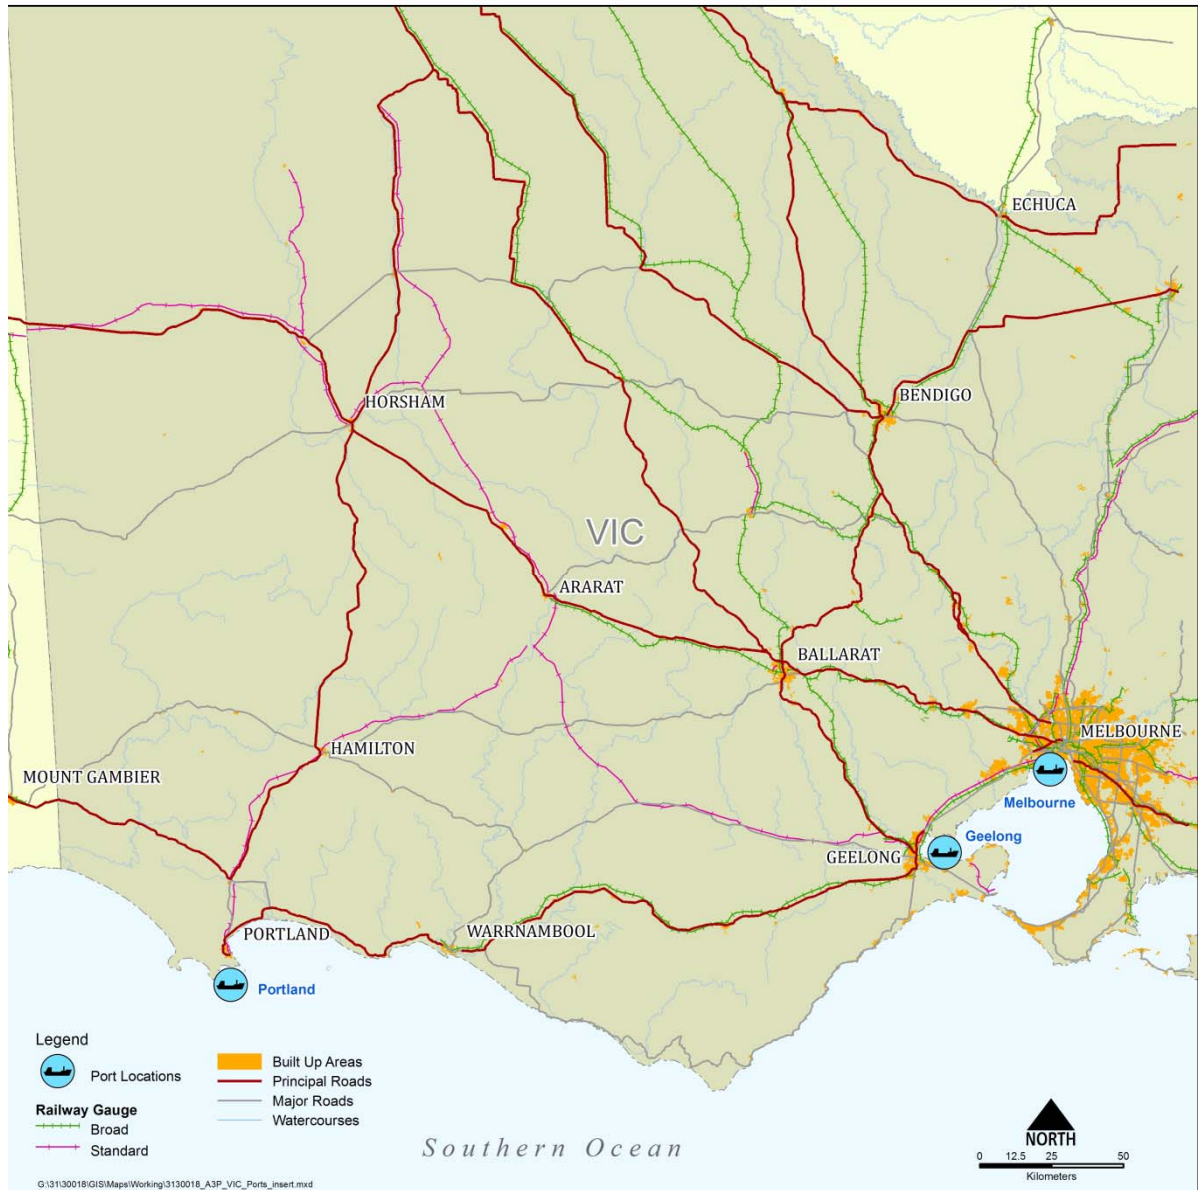 ECHUCA
HORSHAM
BENDIGO
VIC
ARARAT
BALLARAT
MELBOURNE
HAMILTON
MOUNT GAMBIER
Melbourne
Geelong
GEELONG
PORTLAND
WARRNAMBOOL
Portland
Legend
Port Locations
Railway Gauge
Broad
Standard
Built Up Areas
Principal Roads
Major Roads
Watercourses
Southern Ocean
NORTH
0 12.5 25 50
Kilometers
G:\31\30018\GIS\Maps\Working\3130018_A3P_VIC_Ports_insert.mxd